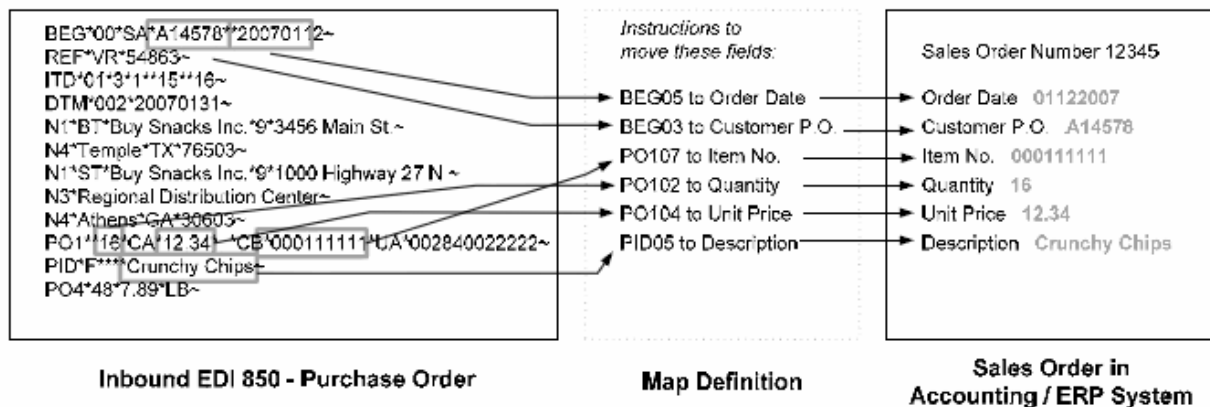 BEG*00*SA*A14578**20070112~
REF*VR*54863~
ITD*01*3*1**15**16~
DTM*002*20070131~
N1*BT*Buy Snacks Inc.*9*3456 Main St.~
N4*Temple*TX*76503~
N1*ST*Buy Snacks Inc.*9*1000 Highway 27 N ~
N3*Regional Distribution Center~
N4*Athens*GA*30603~
PO1**16*CA*12.34**CB*000111111*UA*002840022222~
PID*F****Crunchy Chips~
PO4*48*7.89*LB~
Inbound EDI 850 - Purchase Order
Instructions to
move these fields:
BEG05 to Order Date
BEG03 to Customer P.O.
PO107 to Item No.
PO102 to Quantity
PO104 to Unit Price
PID05 to Description
Map Definition
Sales Order Number 12345
Order Date 01122007
Customer P.O. A14578
Item No. 000111111
Quantity 16
Unit Price 12.34
Description Crunchy Chips
Sales Order in
Accounting / ERP System